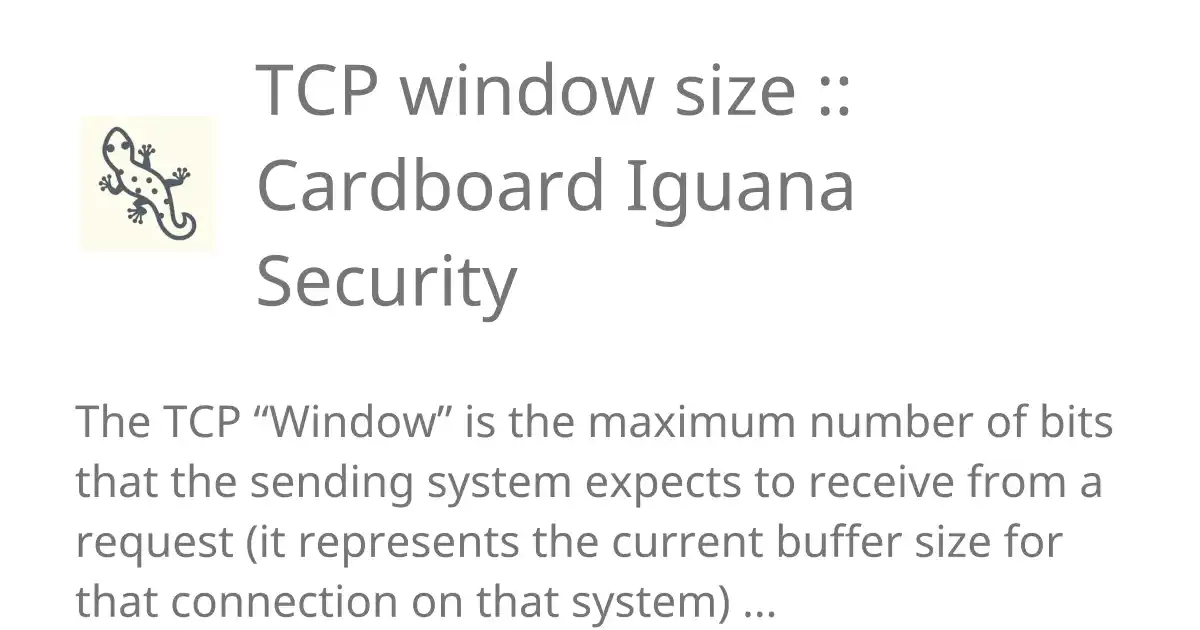 TCP window size ::
Cardboard Iguana
Security
The TCP “Window” is the maximum number of bits
that the sending system expects to receive from a
request (it represents the current buffer size for
that connection on that system) ...